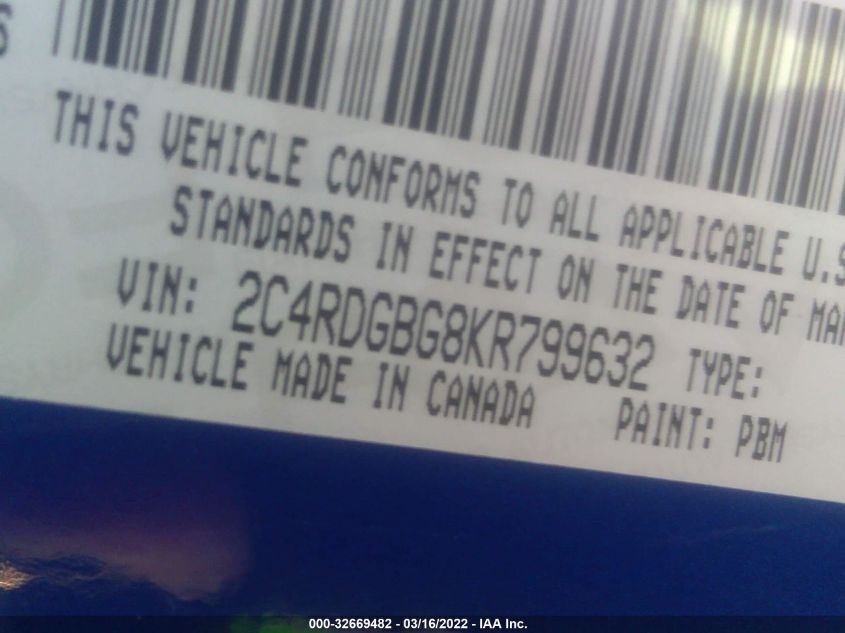 THIS VEHICLE CONFORMS TO ALL APPLICABLE U.S
STANDARDS IN EFFECT ON THE DATE OF MAN
VIN: 2C4RDGBG8KR799632 TYPE:
VEHICLE MADE IN CANADA PAINT: PBM
000-32669482 - 03/16/2022 - IAA Inc.